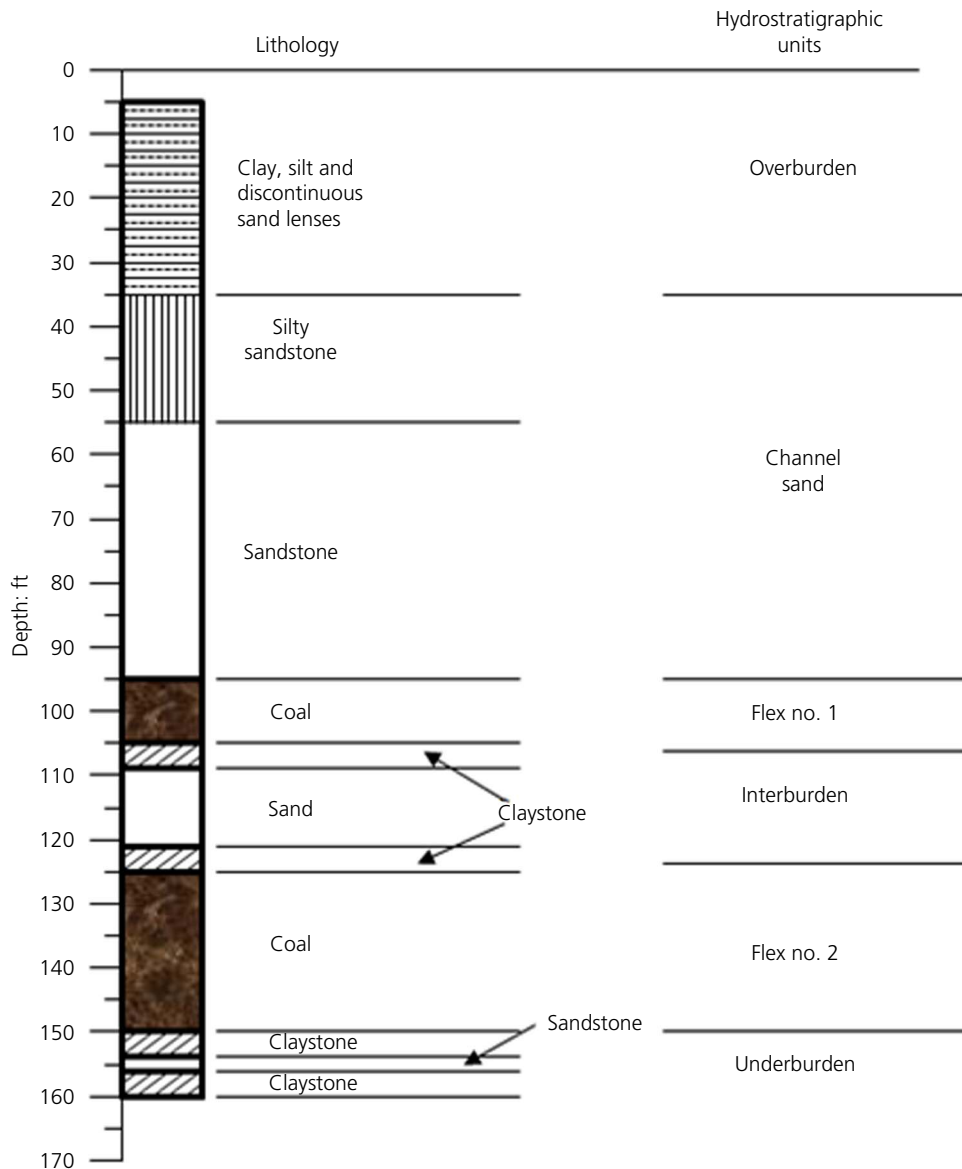 Lithology
Hydrostratigraphic
units
0
10
Clay, silt and
discontinuous
sand lenses
Overburden
20
30
40
Silty
sandstone
50
60
Channel
sand
70
Sandstone
80
Depth: ft
90
100
Coal
Flex no. 1
110
Interburden
Sand
Claystone
120
130
Coal
Flex no. 2
140
150
Sandstone
Claystone
Underburden
Claystone
160
170